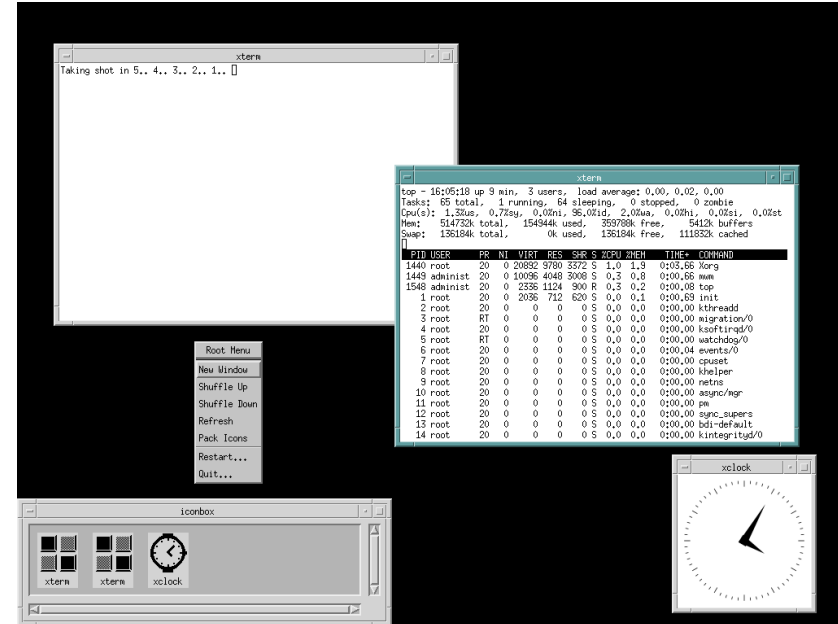 xterm
Taking shot in 5.. 4.. 3.. 2.. 1..
xterm
top - 16:05:18 up 9 min,  3 users,  load average: 0.00, 0.02, 0.00
Tasks:  65 total,   1 running,  64 sleeping,   0 stopped,   0 zombie
Cpu(s):  1.3%us,  0.7%sy,  0.0%ni, 96.0%id,  2.0%wa,  0.0%hi,  0.0%si,  0.0%st
Mem:    514732k total,   154944k used,   359788k free,     5412k buffers
Swap:   136184k total,        0k used,   136184k free,   111832k cached
PID USER      PR  NI  VIRT  RES  SHR S %CPU %MEM    TIME+  COMMAND
1440 root      20   0 20892 9780 3372 S  1.0  1.9   0:03.66 Xorg
1449 administ  20   0 10096 4048 3008 S  0.3  0.8   0:00.66 mwm
1548 administ  20   0  2336 1124  900 R  0.3  0.2   0:00.08 top
1 root      20   0  2036  712  620 S  0.0  0.1   0:00.69 init
2 root      20   0     0    0    0 S  0.0  0.0   0:00.00 kthreadd
3 root      RT   0     0    0    0 S  0.0  0.0   0:00.00 migration/0
4 root      20   0     0    0    0 S  0.0  0.0   0:00.00 ksoftirqd/0
5 root      RT   0     0    0    0 S  0.0  0.0   0:00.00 watchdog/0
6 root      20   0     0    0    0 S  0.0  0.0   0:00.04 events/0
7 root      20   0     0    0    0 S  0.0  0.0   0:00.00 cpuset
8 root      20   0     0    0    0 S  0.0  0.0   0:00.00 khelper
9 root      20   0     0    0    0 S  0.0  0.0   0:00.00 netns
10 root      20   0     0    0    0 S  0.0  0.0   0:00.00 async/mgr
11 root      20   0     0    0    0 S  0.0  0.0   0:00.00 pm
12 root      20   0     0    0    0 S  0.0  0.0   0:00.00 sync_supers
13 root      20   0     0    0    0 S  0.0  0.0   0:00.00 bdi-default
14 root      20   0     0    0    0 S  0.0  0.0   0:00.00 kintegrityd/0
Root Menu
New Window
Shuffle Up
Shuffle Down
Refresh
Pack Icons
Restart...
Quit...
iconbox
xterm
xterm
xclock
xclock